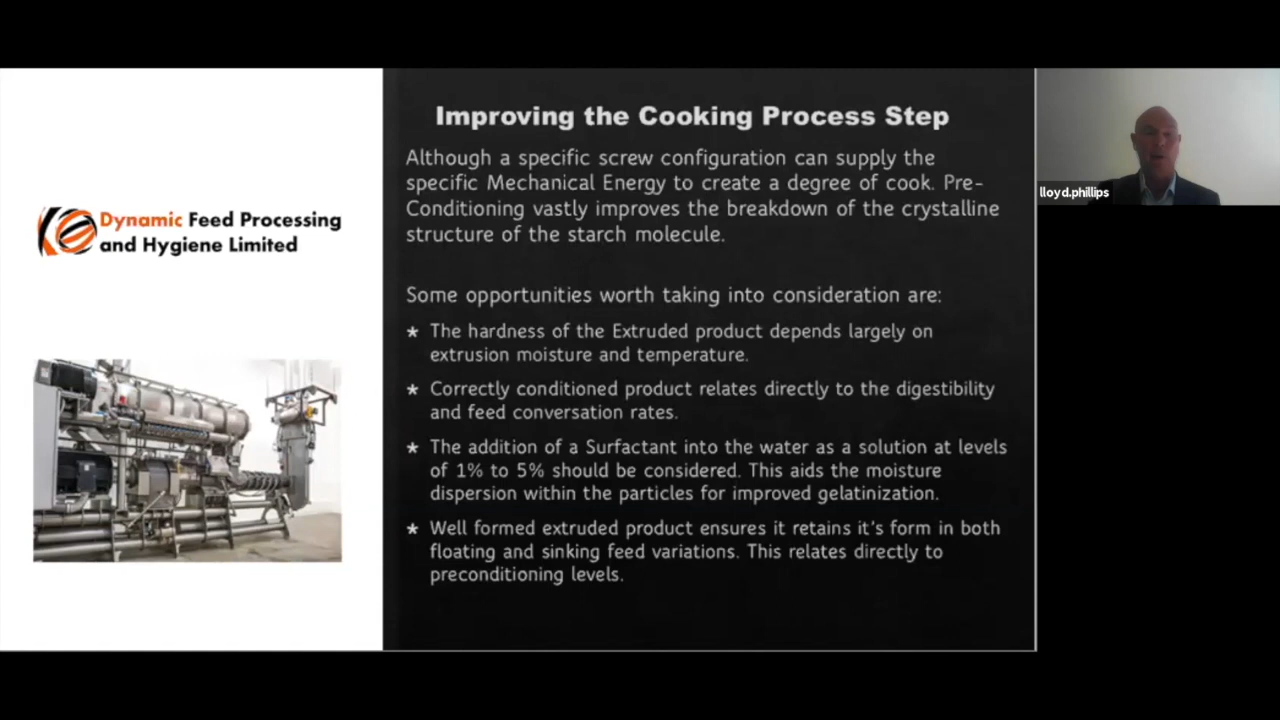 Improving the Cooking Process Step
Although a specific screw configuration can supply the
specific Mechanical Energy to create a degree of cook. Pre-
Conditioning vastly improves the breakdown of the crystalline
structure of the starch molecule.
Some opportunities worth taking into consideration are:
* The hardness of the Extruded product depends largely on
extrusion moisture and temperature.
* Correctly conditioned product relates directly to the digestibility
and feed conversation rates.
* The addition of a Surfactant into the water as a solution at levels
of 1% to 5% should be considered. This aids the moisture
dispersion within the particles for improved gelatinization.
* Well formed extruded product ensures it retains it's form in both
floating and sinking feed variations. This relates directly to
preconditioning levels.
Dynamic Feed Processing
and Hygiene Limited
lloyd.phillips